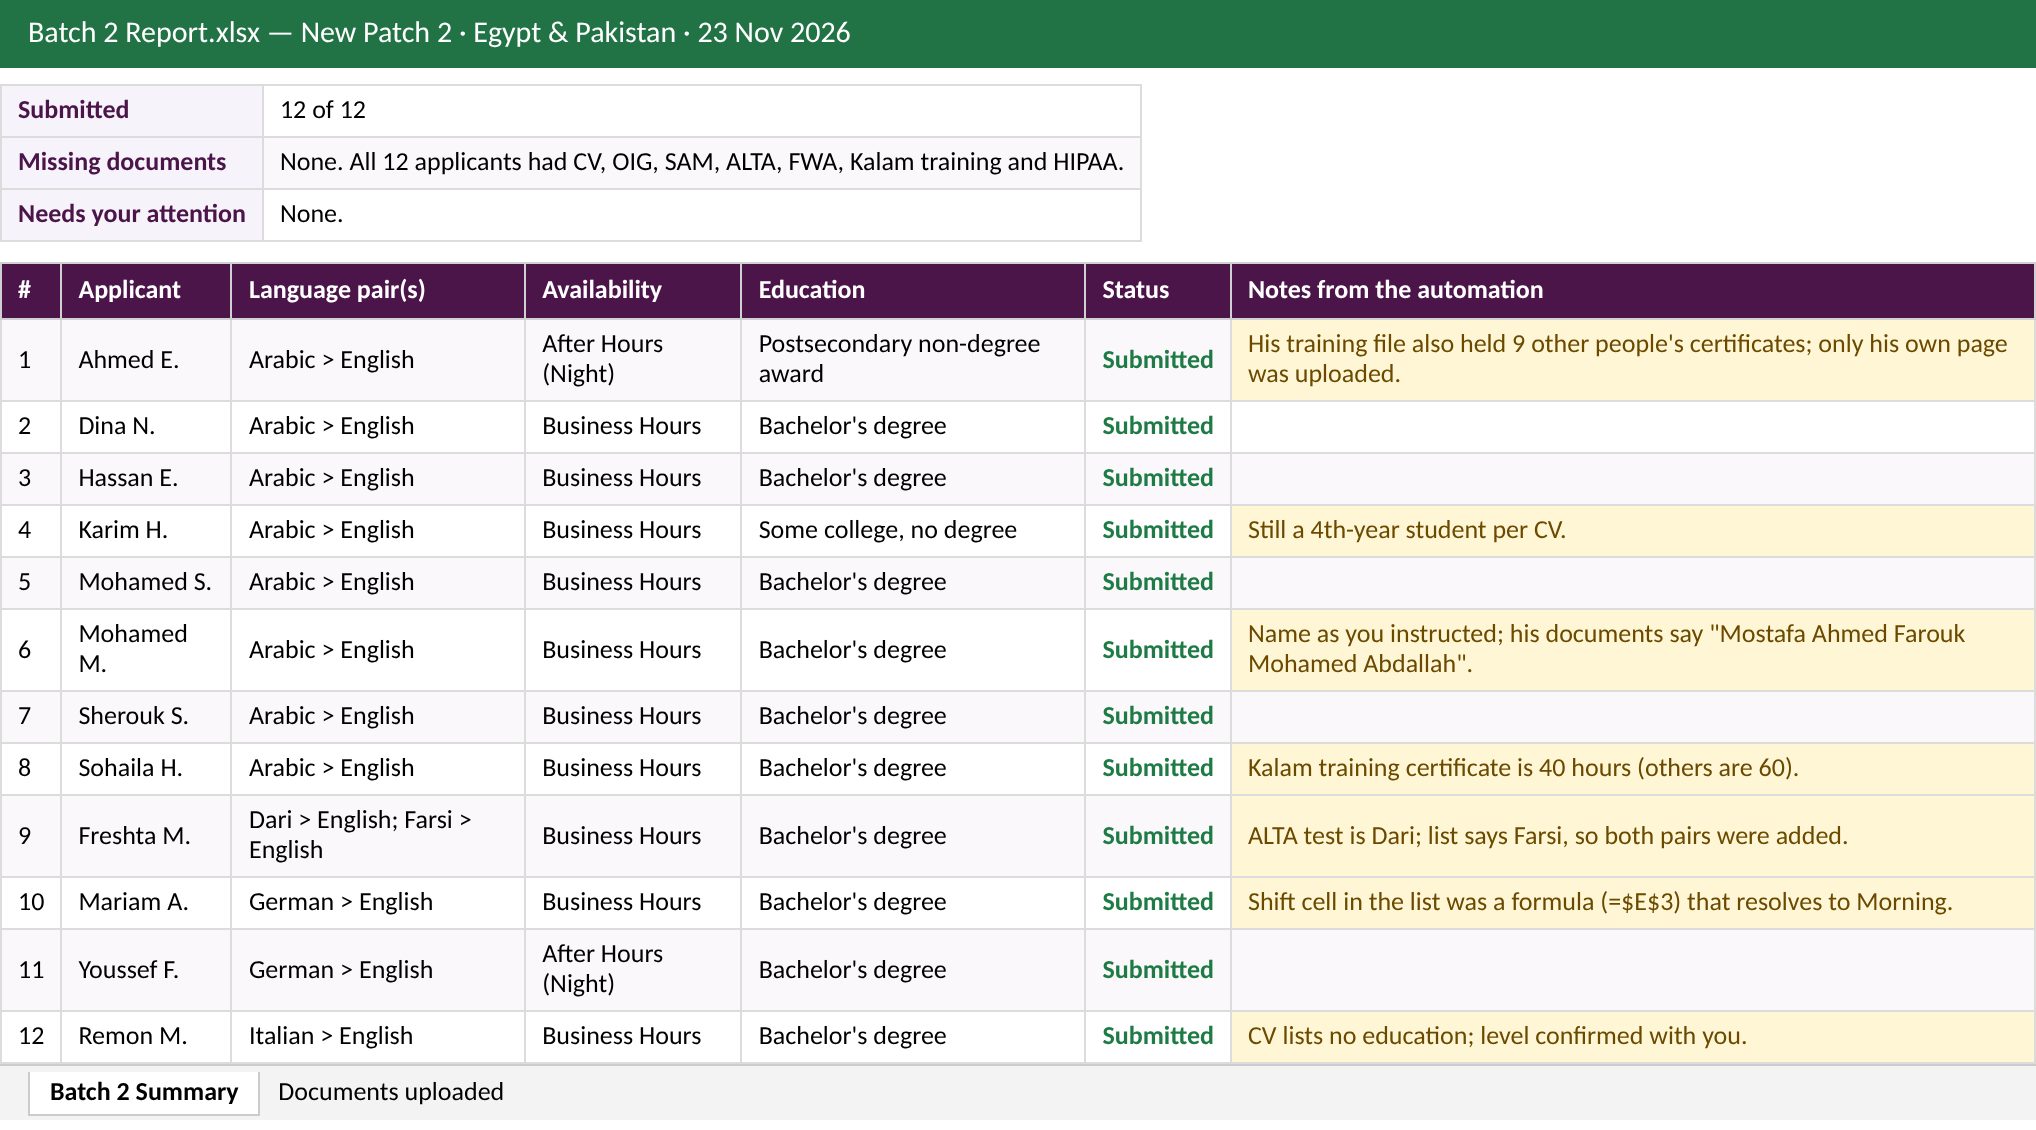 Batch 2 Report.xlsx — New Patch 2 · Egypt & Pakistan · 23 Nov 2026
Submitted 12 of 12
Missing documents None. All 12 applicants had CV, OIG, SAM, ALTA, FWA, Kalam training and HIPAA.
Needs your attention None.
# Applicant Language pair(s) Availability Education Status Notes from the automation
1 Ahmed E. Arabic > English After Hours (Night) Postsecondary non-degree award Submitted His training file also held 9 other people's certificates; only his own page was uploaded.
2 Dina N. Arabic > English Business Hours Bachelor's degree Submitted
3 Hassan E. Arabic > English Business Hours Bachelor's degree Submitted
4 Karim H. Arabic > English Business Hours Some college, no degree Submitted Still a 4th-year student per CV.
5 Mohamed S. Arabic > English Business Hours Bachelor's degree Submitted
6 Mohamed M. Arabic > English Business Hours Bachelor's degree Submitted Name as you instructed; his documents say "Mostafa Ahmed Farouk Mohamed Abdallah".
7 Sherouk S. Arabic > English Business Hours Bachelor's degree Submitted
8 Sohaila H. Arabic > English Business Hours Bachelor's degree Submitted Kalam training certificate is 40 hours (others are 60).
9 Freshta M. Dari > English; Farsi > English Business Hours Bachelor's degree Submitted ALTA test is Dari; list says Farsi, so both pairs were added.
10 Mariam A. German > English Business Hours Bachelor's degree Submitted Shift cell in the list was a formula (=$E$3) that resolves to Morning.
11 Youssef F. German > English After Hours (Night) Bachelor's degree Submitted
12 Remon M. Italian > English Business Hours Bachelor's degree Submitted CV lists no education; level confirmed with you.
Batch 2 Summary Documents uploaded